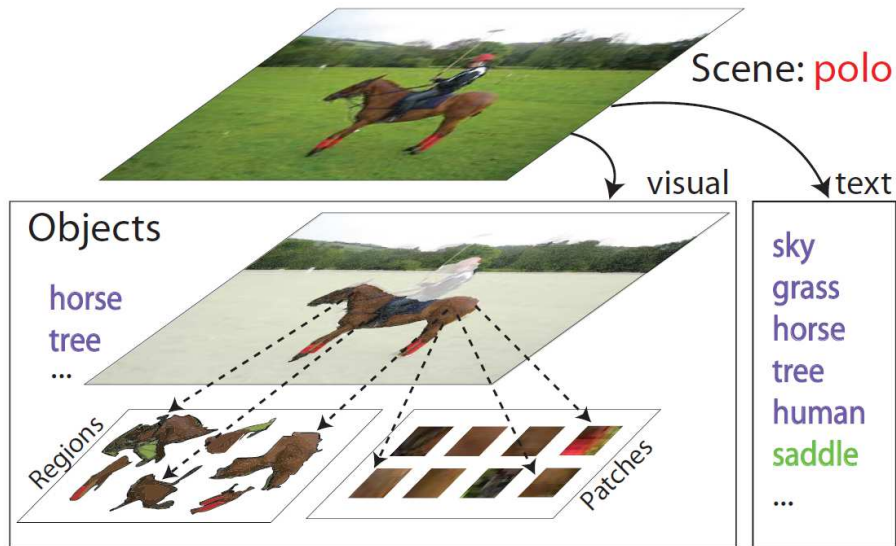 Scene: polo
visual
text
Objects
horse
tree
...
Regions
Patches
sky
grass
horse
tree
human
saddle
...